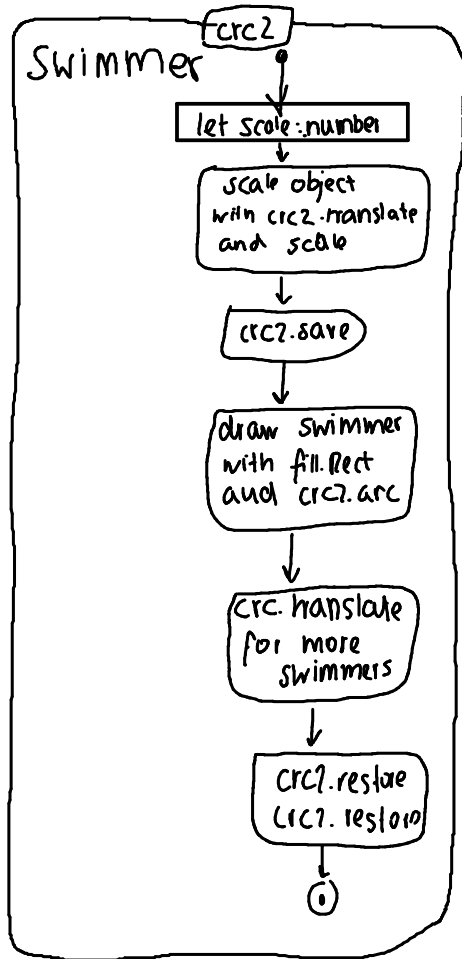 crc2
Swimmer
let scale:number
scale object
with crc2.translate
and scale
crc2.save
draw swimmer
with fill.Rect
and crc2.arc
crc.translate
for more
swimmers
crc2.restore
crc2.restore